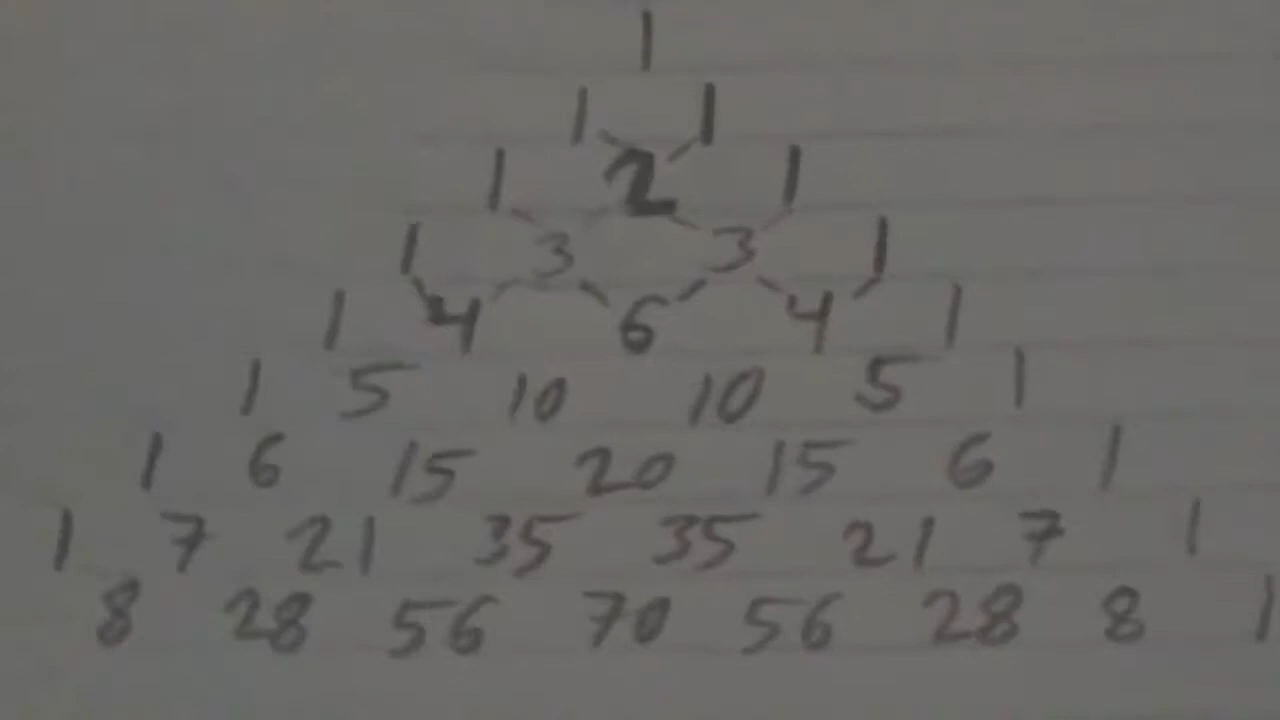 1
1 1
1 2 1
1 3 3 1
1 4 6 4 1
1 5 10 10 5 1
1 6 15 20 15 6 1
1 7 21 35 35 21 7 1
8 28 56 70 56 28 8 1